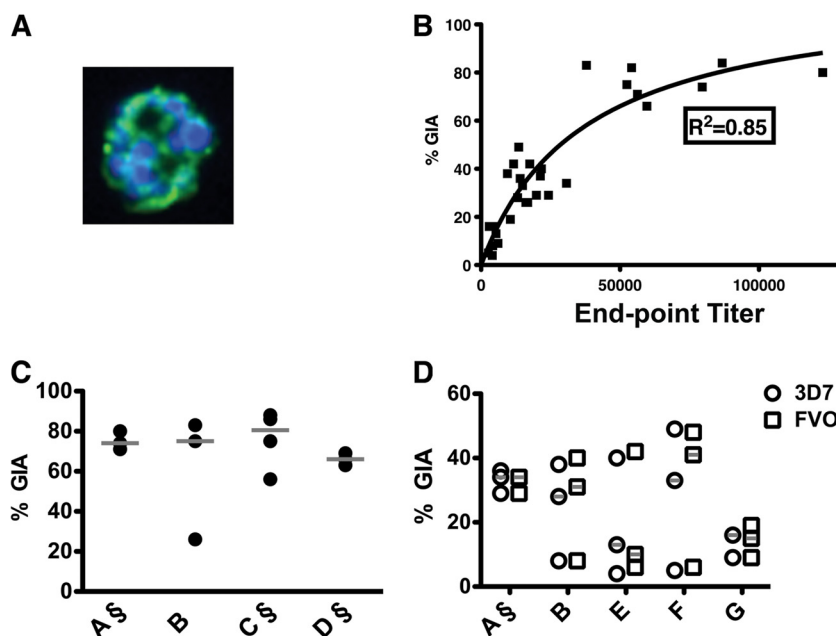 A
B
100
80
60
40
20
0
% GIA
R²=0.85
0
50000
100000
End-point Titer
C
100
80
60
40
20
0
% GIA
A §
B
C §
D §
D
60
40
20
0
% GIA
3D7
FVO
A §
B
E
F
G